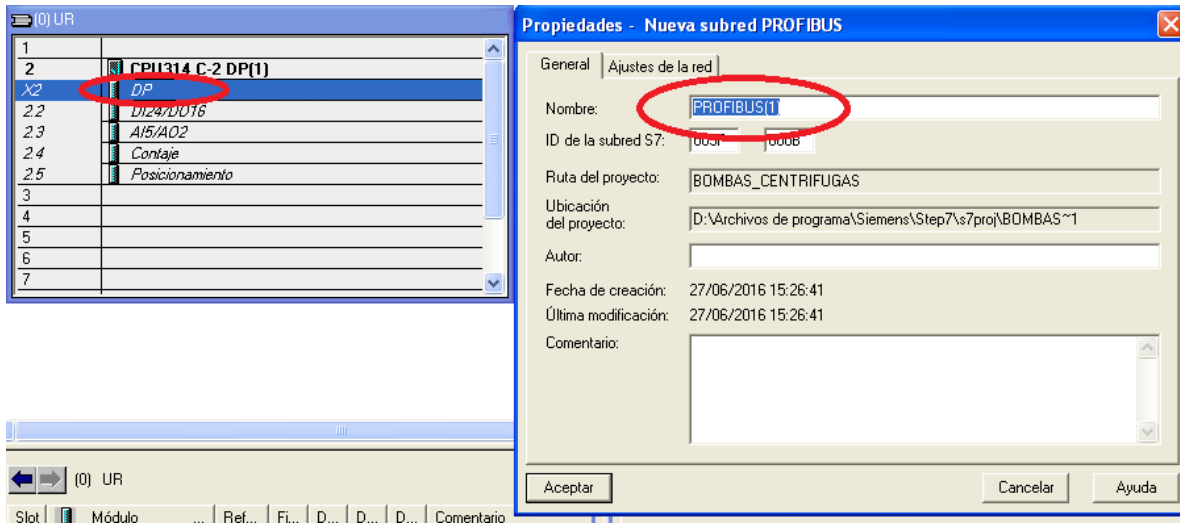 (0) UR
1
2 CPU314 C-2 DP(1)
X2 DP
2.2 DI24/DO16
2.3 AI5/AO2
2.4 Contaje
2.5 Posicionamiento
3
4
5
6
7
(0) UR
Slot Módulo ... Ref... Fi... D... D... D... Comentario
Propiedades - Nueva subred PROFIBUS
General Ajustes de la red
Nombre: PROFIBUS(1)
ID de la subred S7: 005F 000B
Ruta del proyecto: BOMBAS_CENTRIFUGAS
Ubicación
del proyecto: D:\Archivos de programa\Siemens\Step7\s7proj\BOMBAS~1
Autor:
Fecha de creación: 27/06/2016 15:26:41
Última modificación: 27/06/2016 15:26:41
Comentario:
Aceptar Cancelar Ayuda